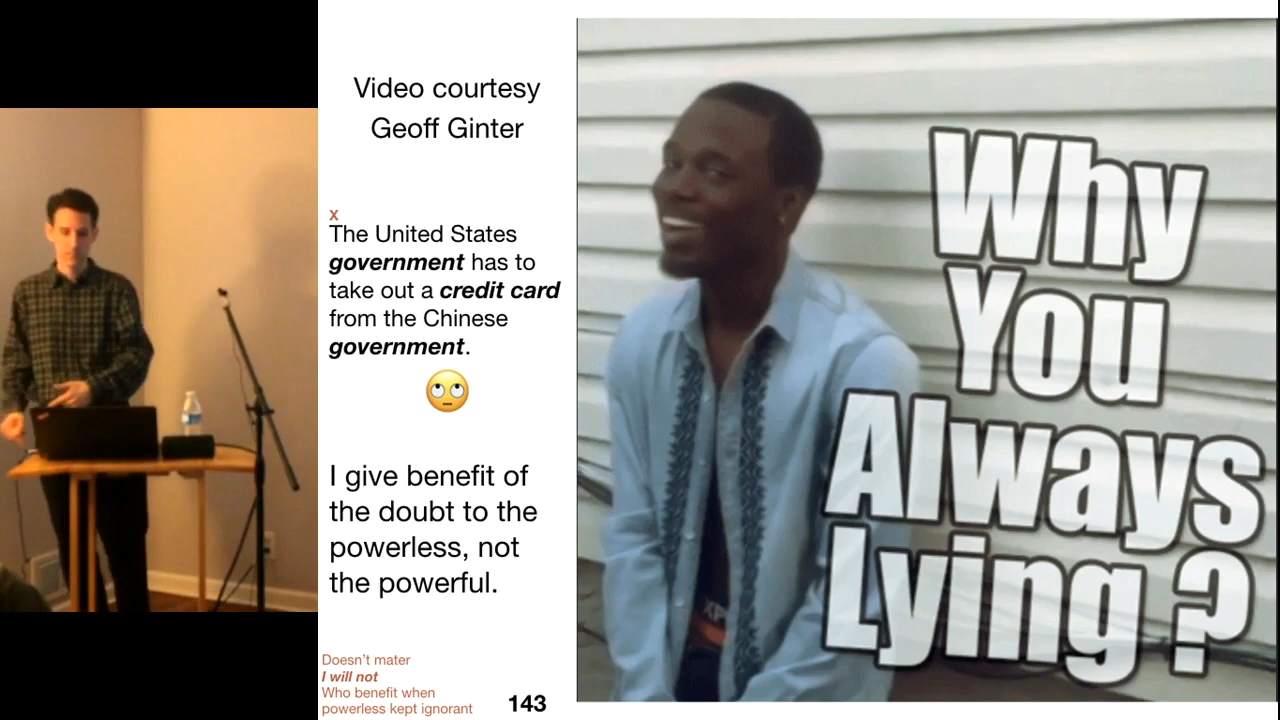 Video courtesy
Geoff Ginter
X
The United States
government has to
take out a credit card
from the Chinese
government.
I give benefit of
the doubt to the
powerless, not
the powerful.
Doesn't mater
I will not
Who benefit when
powerless kept ignorant
143
Why
You
Always
Lying ?